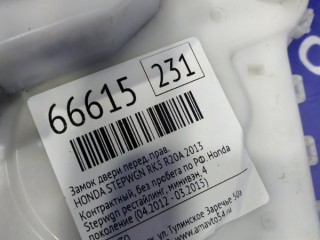 66615 231
Замок двери перед. прав.
HONDA STEPWGN RK5 R20A 2013
Контрактный, без пробега по РФ. Honda
Stepwgn рестайлинг, минивэн, 4
поколение (04.2012 - 03.2015)
ул. Тулинское Заречье 50а
www.amavto54.ru